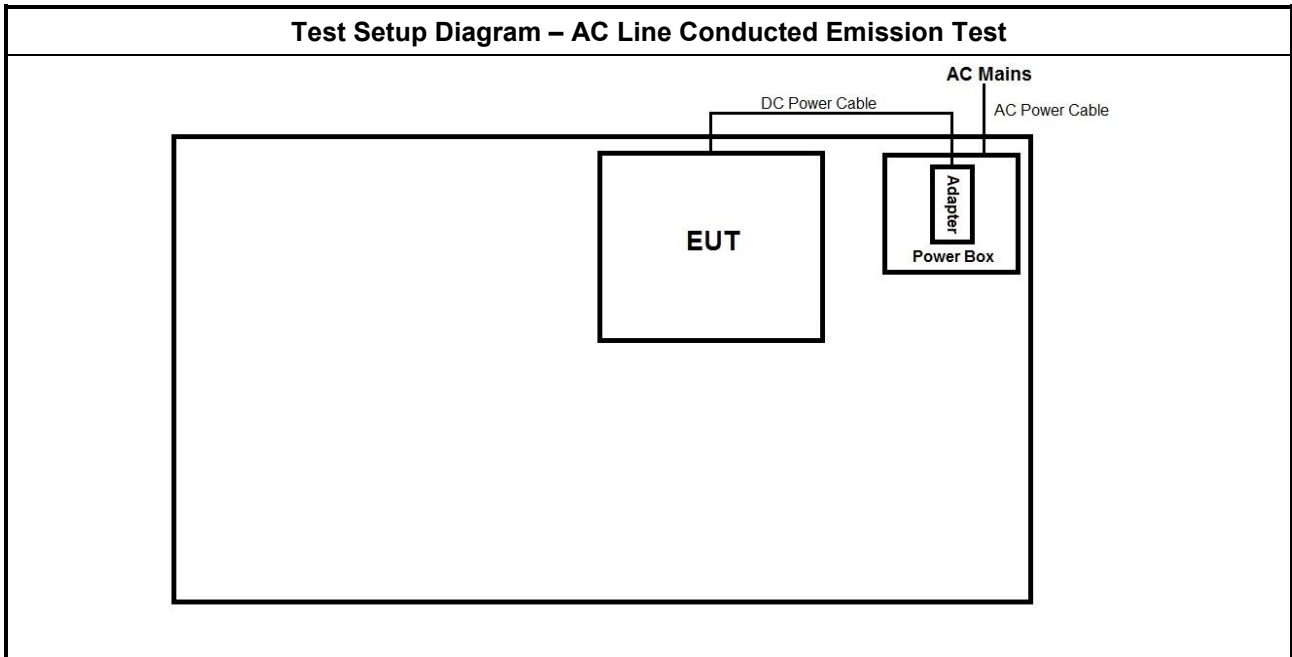 Test Setup Diagram – AC Line Conducted Emission Test
AC Mains
DC Power Cable
AC Power Cable
EUT
Adapter
Power Box